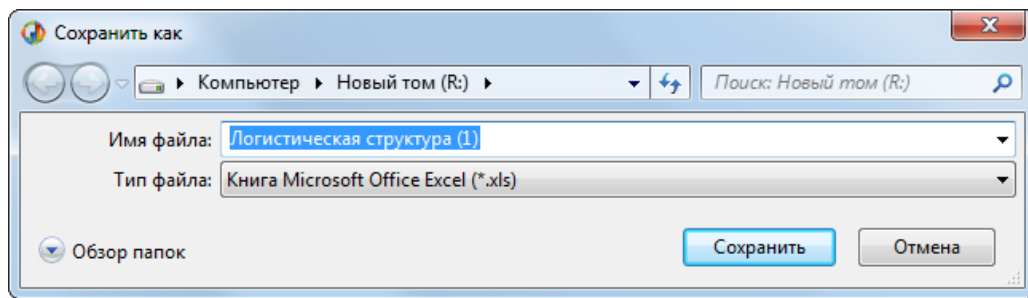 Сохранить как
Компьютер Новый том (R:) Поиск: Новый том (R:)
Имя файла: Логистическая структура (1)
Тип файла: Книга Microsoft Office Excel (*.xls)
Обзор папок Сохранить Отмена